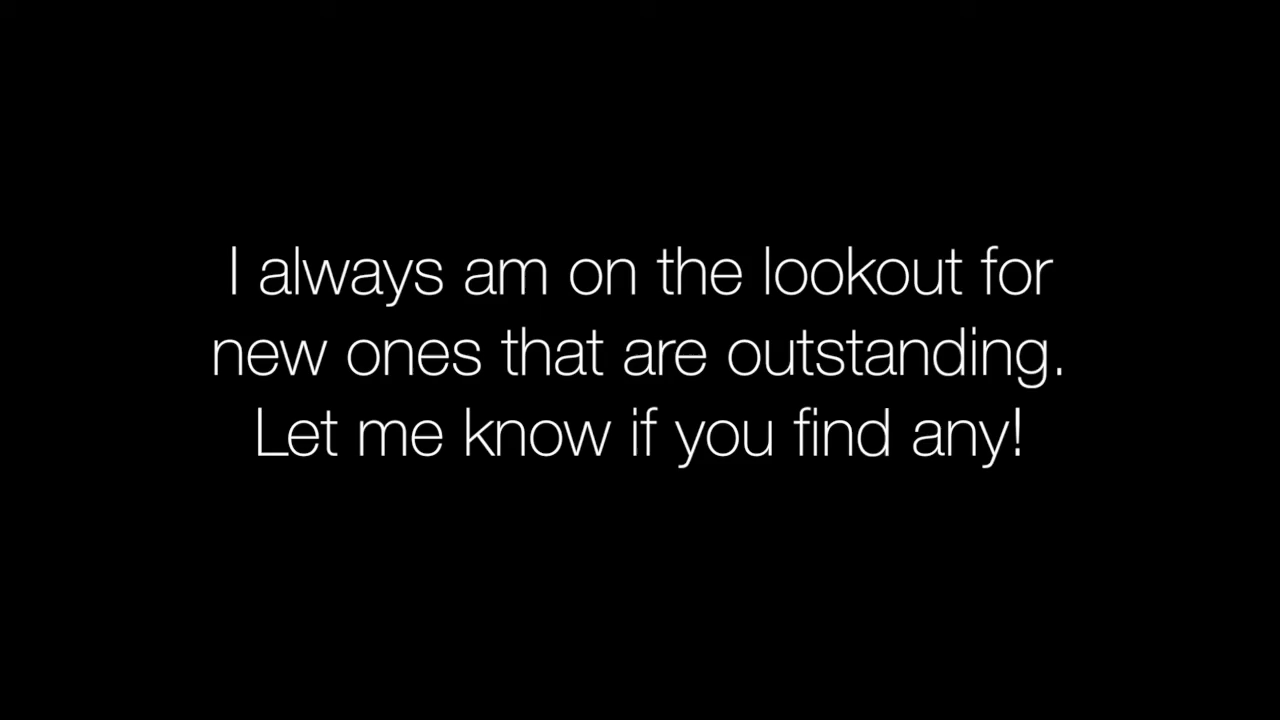 I always am on the lookout for
new ones that are outstanding.
Let me know if you find any!